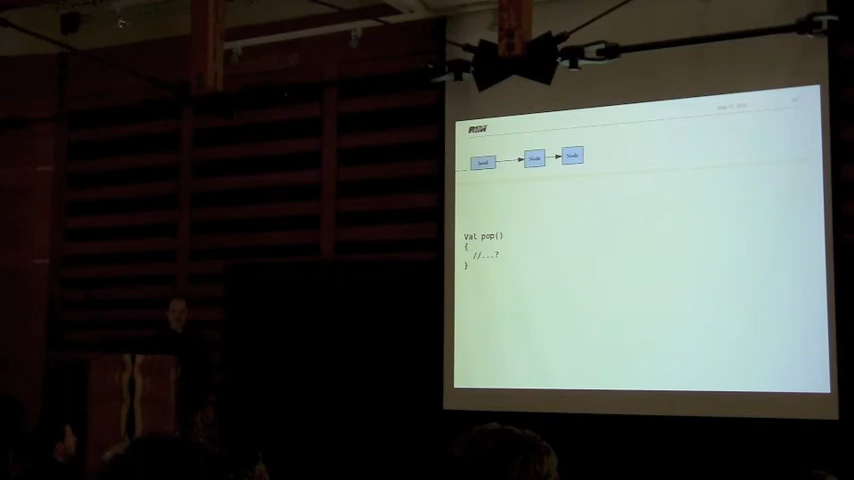 head Node Node
Val pop()
{
//...?
}